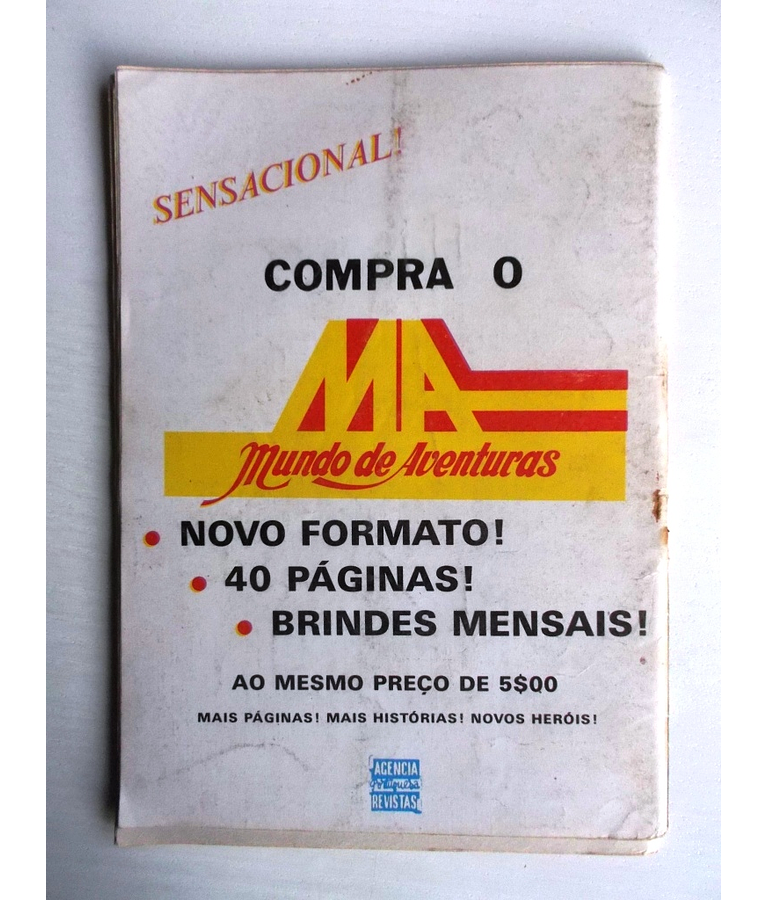 SENSACIONAL!
COMPRA O
MA
Mundo de Aventuras
• NOVO FORMATO!
• 40 PÁGINAS!
• BRINDES MENSAIS!
AO MESMO PREÇO DE 5$00
MAIS PÁGINAS! MAIS HISTÓRIAS! NOVOS HERÓIS!
AGENCIA
Portuguesa
REVISTAS